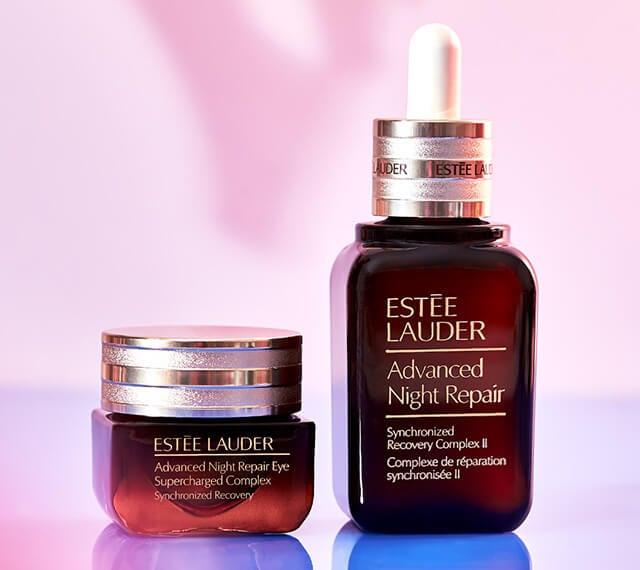 LAUDER ESTĒE LAU
ESTĒE
LAUDER
Advanced
Night Repair
Synchronized
Recovery Complex II
Complexe de réparation
synchronisée II
ESTĒE LAUDER
Advanced Night Repair Eye
Supercharged Complex
Synchronized Recovery